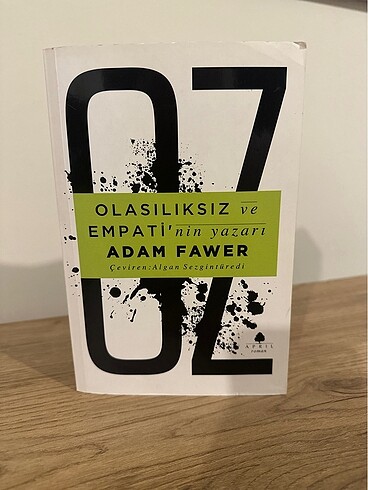 OZ
OLASILIKSIZ ve
EMPATİ'nin yazarı
ADAM FAWER
Çeviren: Algan Sezgintüredi
APRIL
roman